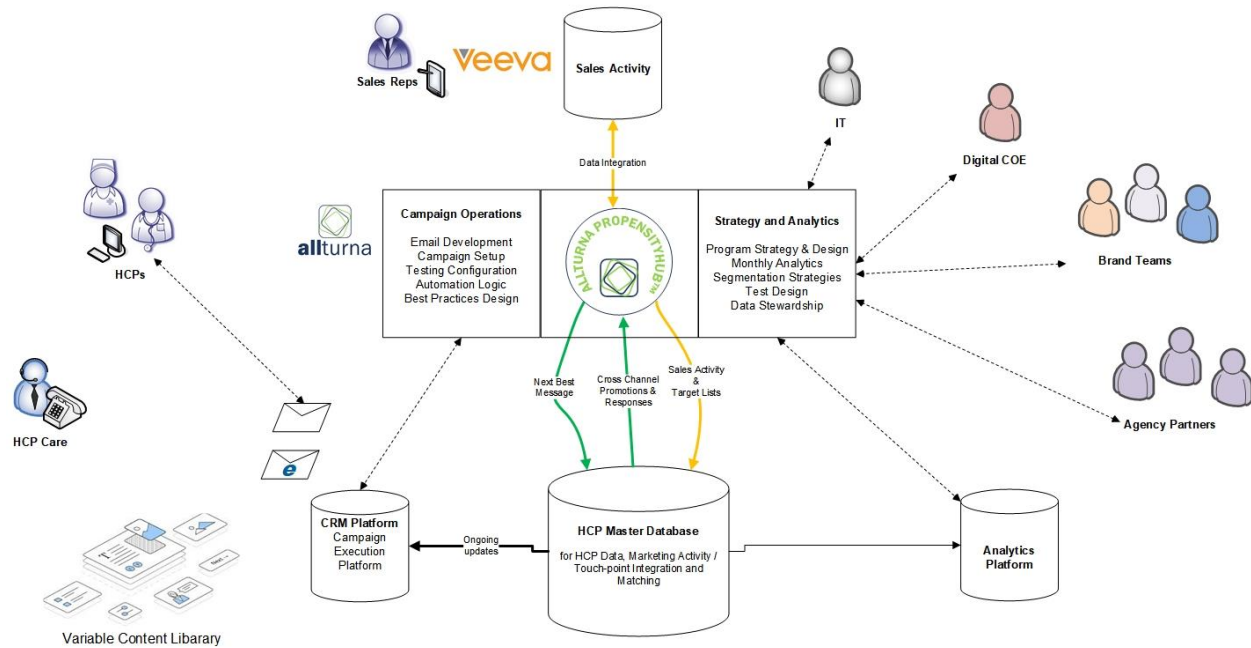 veeva
Sales Reps
Sales Activity
IT
Digital COE
Data Integration
HCPs
allturna
Campaign Operations
Email Development
Campaign Setup
Testing Configuration
Automation Logic
Best Practices Design
ALLTURNA PROPENSITYHUB™
Strategy and Analytics
Program Strategy & Design
Monthly Analytics
Segmentation Strategies
Test Design
Data Stewardship
Brand Teams
Next Best
Message
Cross Channel
Promotions &
Responses
Sales Activity
&
Target Lists
Agency Partners
HCP Care
e
CRM Platform
Campaign
Execution
Platform
Ongoing
updates
HCP Master Database
for HCP Data, Marketing Activity /
Touch-point Integration and
Matching
Analytics
Platform
Variable Content Libarary